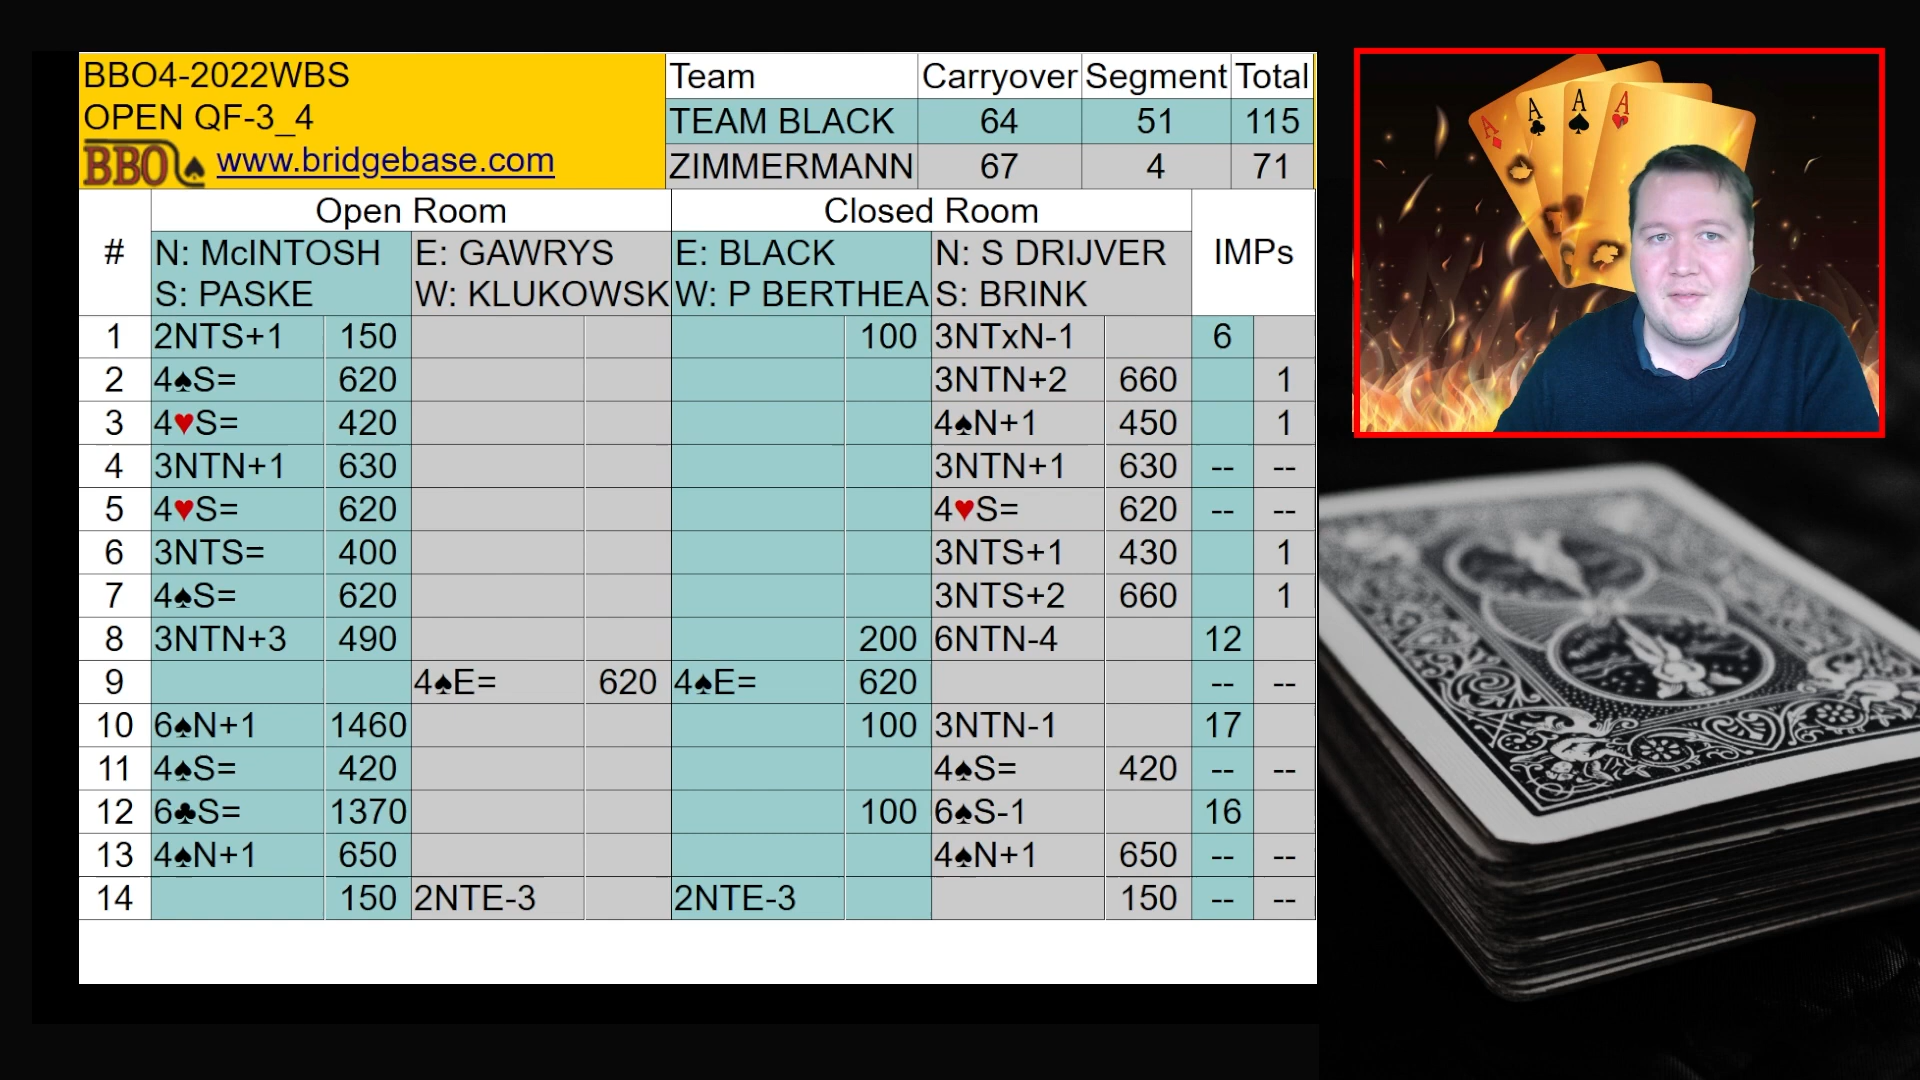 BBO4-2022WBS
OPEN QF-3_4
BBO www.bridgebase.com
Team Carryover Segment Total
TEAM BLACK 64 51 115
ZIMMERMANN 67 4 71
# Open Room Closed Room IMPs
N: McINTOSH E: GAWRYS E: BLACK N: S DRIJVER
S: PASKE W: KLUKOWSK W: P BERTHEA S: BRINK
1 2NTS+1 150 100 3NTxN-1 6
2 4♠S= 620 3NTN+2 660 1
3 4♥S= 420 4♠N+1 450 1
4 3NTN+1 630 3NTN+1 630 -- --
5 4♥S= 620 4♥S= 620 -- --
6 3NTS= 400 3NTS+1 430 1
7 4♠S= 620 3NTS+2 660 1
8 3NTN+3 490 200 6NTN-4 12
9 4♠E= 620 4♠E= 620 -- --
10 6♠N+1 1460 100 3NTN-1 17
11 4♠S= 420 4♠S= 420 -- --
12 6♣S= 1370 100 6♠S-1 16
13 4♠N+1 650 4♠N+1 650 -- --
14 150 2NTE-3 2NTE-3 150 -- --
A A A A